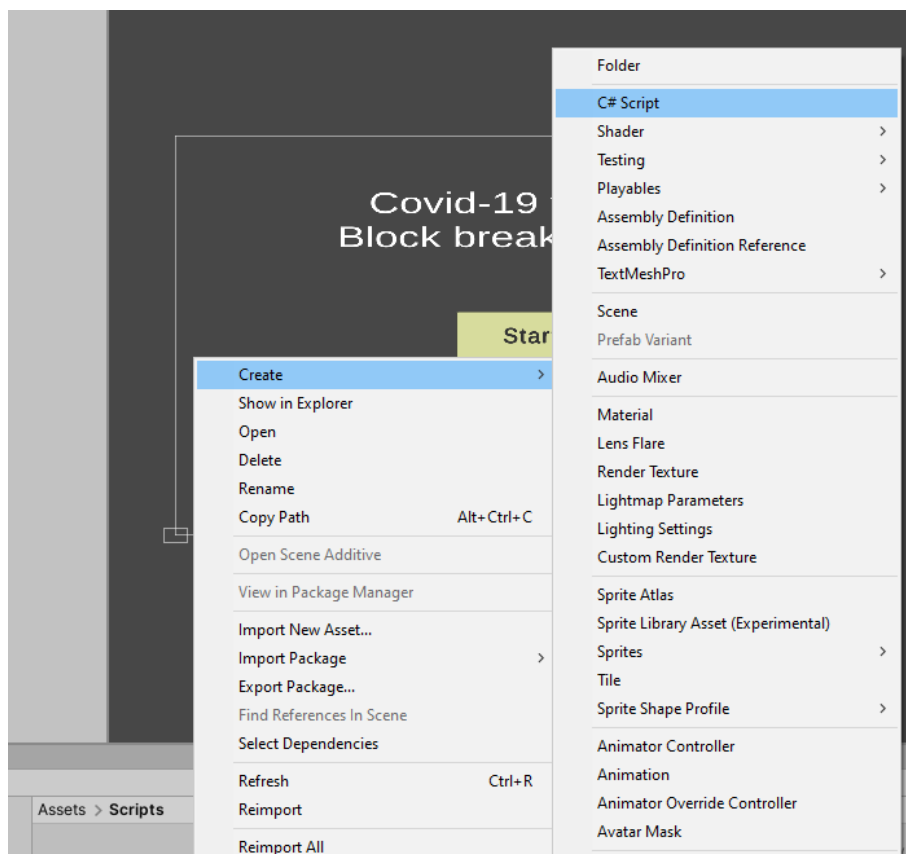 Covid-19
Block break
Star
Create
Show in Explorer
Open
Delete
Rename
Copy Path Alt+Ctrl+C
Open Scene Additive
View in Package Manager
Import New Asset...
Import Package
Export Package...
Find References In Scene
Select Dependencies
Refresh Ctrl+R
Reimport
Reimport All
Folder
C# Script
Shader
Testing
Playables
Assembly Definition
Assembly Definition Reference
TextMeshPro
Scene
Prefab Variant
Audio Mixer
Material
Lens Flare
Render Texture
Lightmap Parameters
Lighting Settings
Custom Render Texture
Sprite Atlas
Sprite Library Asset (Experimental)
Sprites
Tile
Sprite Shape Profile
Animator Controller
Animation
Animator Override Controller
Avatar Mask
Assets > Scripts